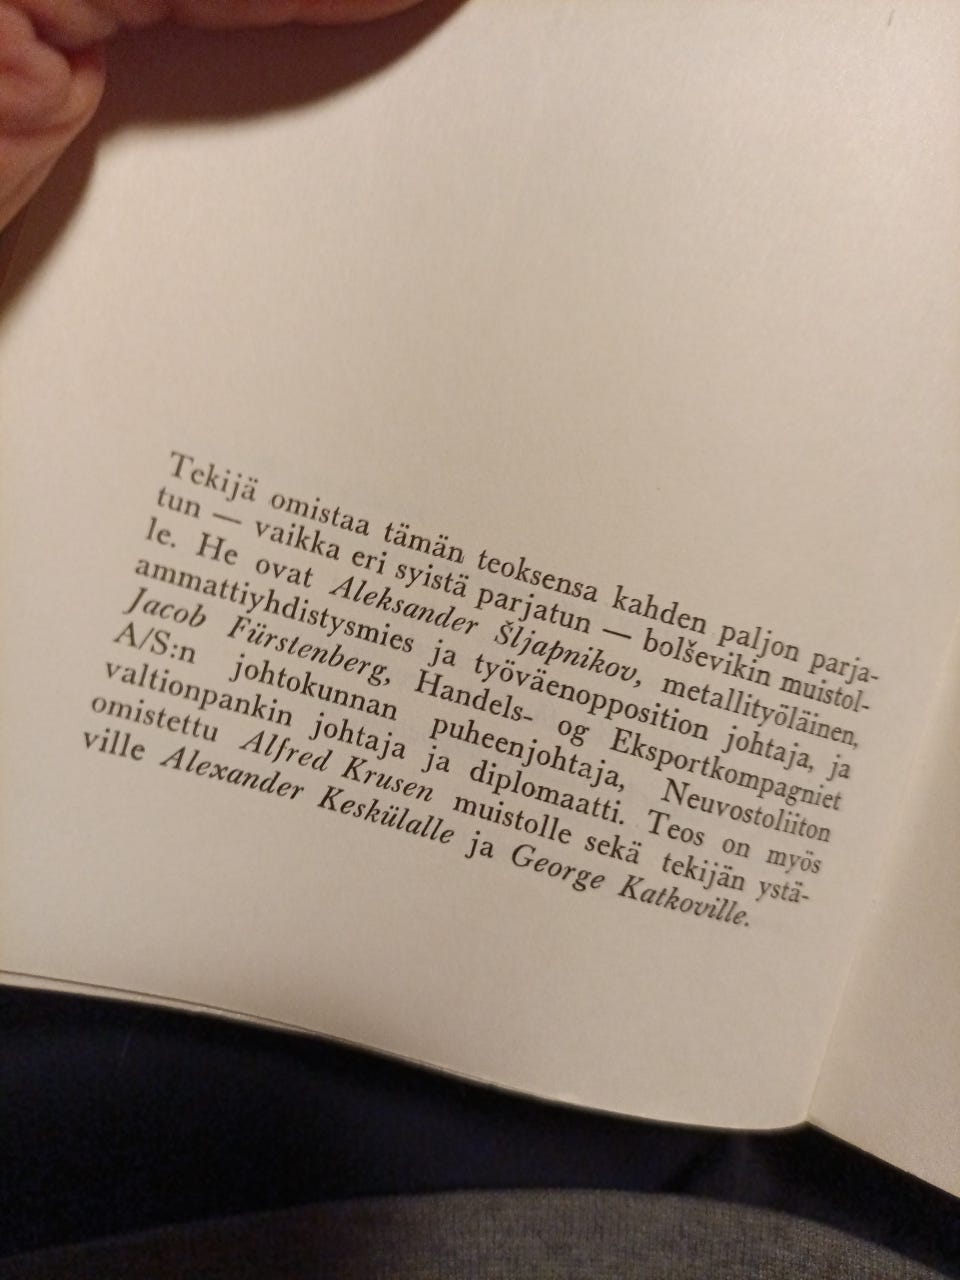 Tekijä omistaa tämän teoksensa kahden paljon parja-
tun — vaikka eri syistä parjatun — bolševikin muistol-
le. He ovat Aleksander Šljapnikov, metallityöläinen,
ammattiyhdistysmies ja työväenopposition johtaja, ja
Jacob Fürstenberg, Handels- og Eksportkompagniet
A/S:n johtokunnan puheenjohtaja, Neuvostoliiton
valtionpankin johtaja ja diplomaatti. Teos on myös
omistettu Alfred Krusen muistolle sekä tekijän ystä-
ville Alexander Keskülalle ja George Katkoville.